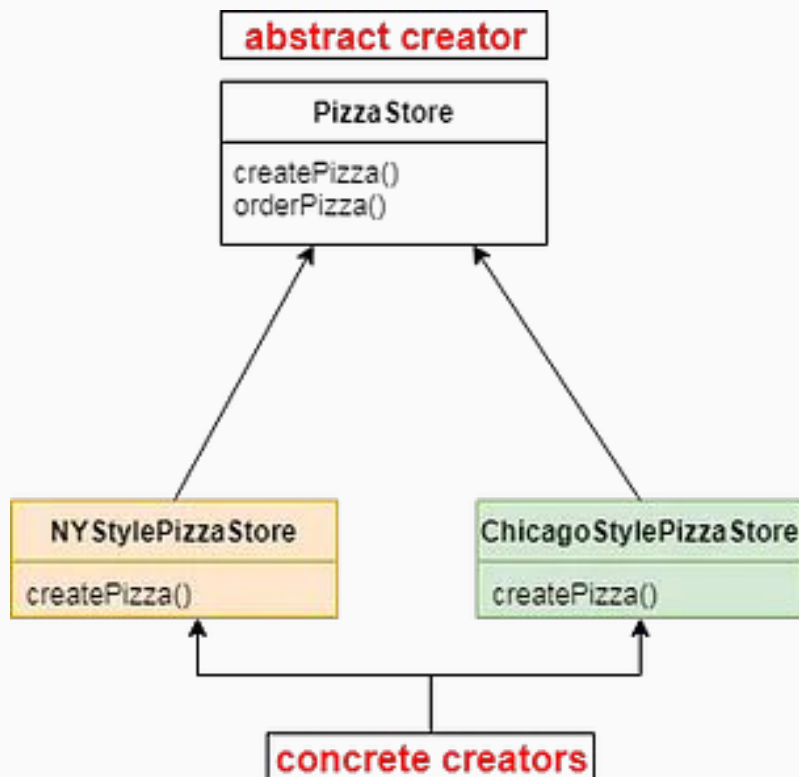 abstract creator
PizzaStore
createPizza()
orderPizza()
NYStylePizzaStore
createPizza()
ChicagoStylePizzaStore
createPizza()
concrete creators